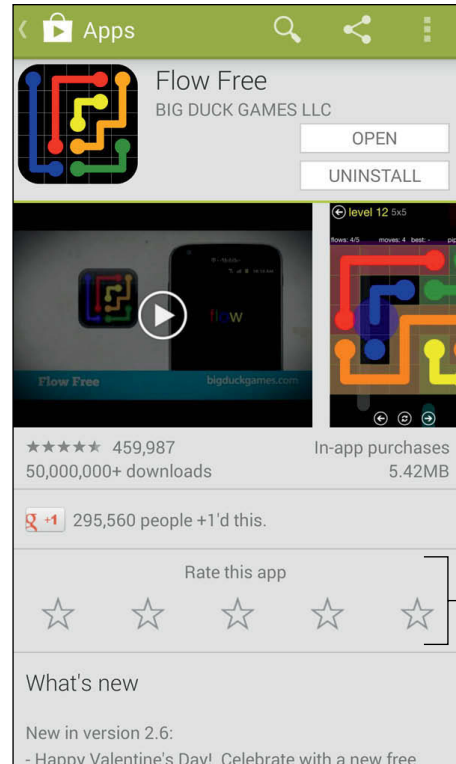 Apps
Flow Free
BIG DUCK GAMES LLC
OPEN
UNINSTALL
flow
Flow Free
bigduckgames.com
level 12 5x5
flows: 4/5 moves: 4 best: - pip
★★★★★ 459,987
50,000,000+ downloads
In-app purchases
5.42MB
g +1 295,560 people +1'd this.
Rate this app
What's new
New in version 2.6:
- Happy Valentine's Day! Celebrate with a new free